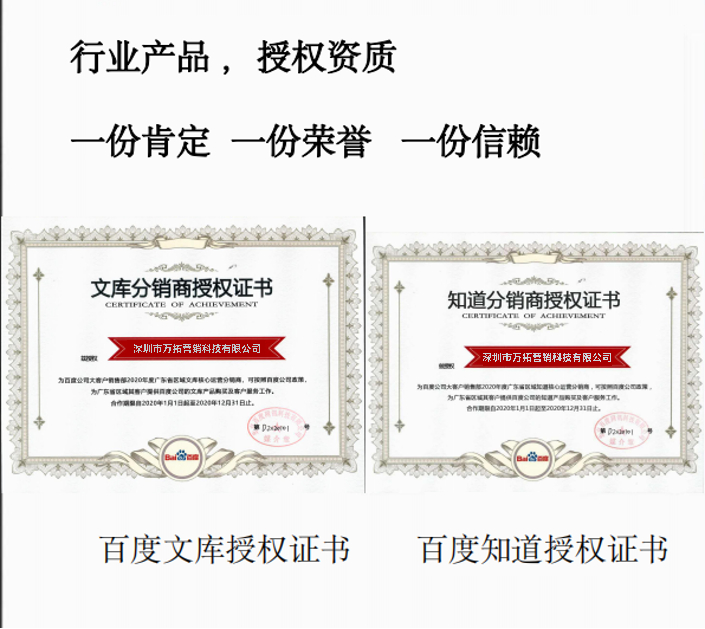 行业产品，授权资质
一份肯定 一份荣誉 一份信赖
文库分销商授权证书
CERTIFICATE OF ACHIEVEMENT
深圳市万拓营销科技有限公司
为百度公司大客户销售部2020年度广东省区域文库核心运营分销商，可按照百度公司政策，
为广东省区域其客户提供百度公司的文库产品购买及客户服务工作。
合作期限自2020年1月1日起至2020年12月31日止。
第 号
Bai百度
知道分销商授权证书
CERTIFICATE OF ACHIEVEMENT
深圳市万拓营销科技有限公司
为百度公司大客户销售部2020年度广东省区域知道核心运营分销商，可按照百度公司政策，
为广东省区域其客户提供百度公司的知道产品购买及客户服务工作。
合作期限自2020年1月1日起至2020年12月31日止。
第 号
Bai百度
百度文库授权证书
百度知道授权证书